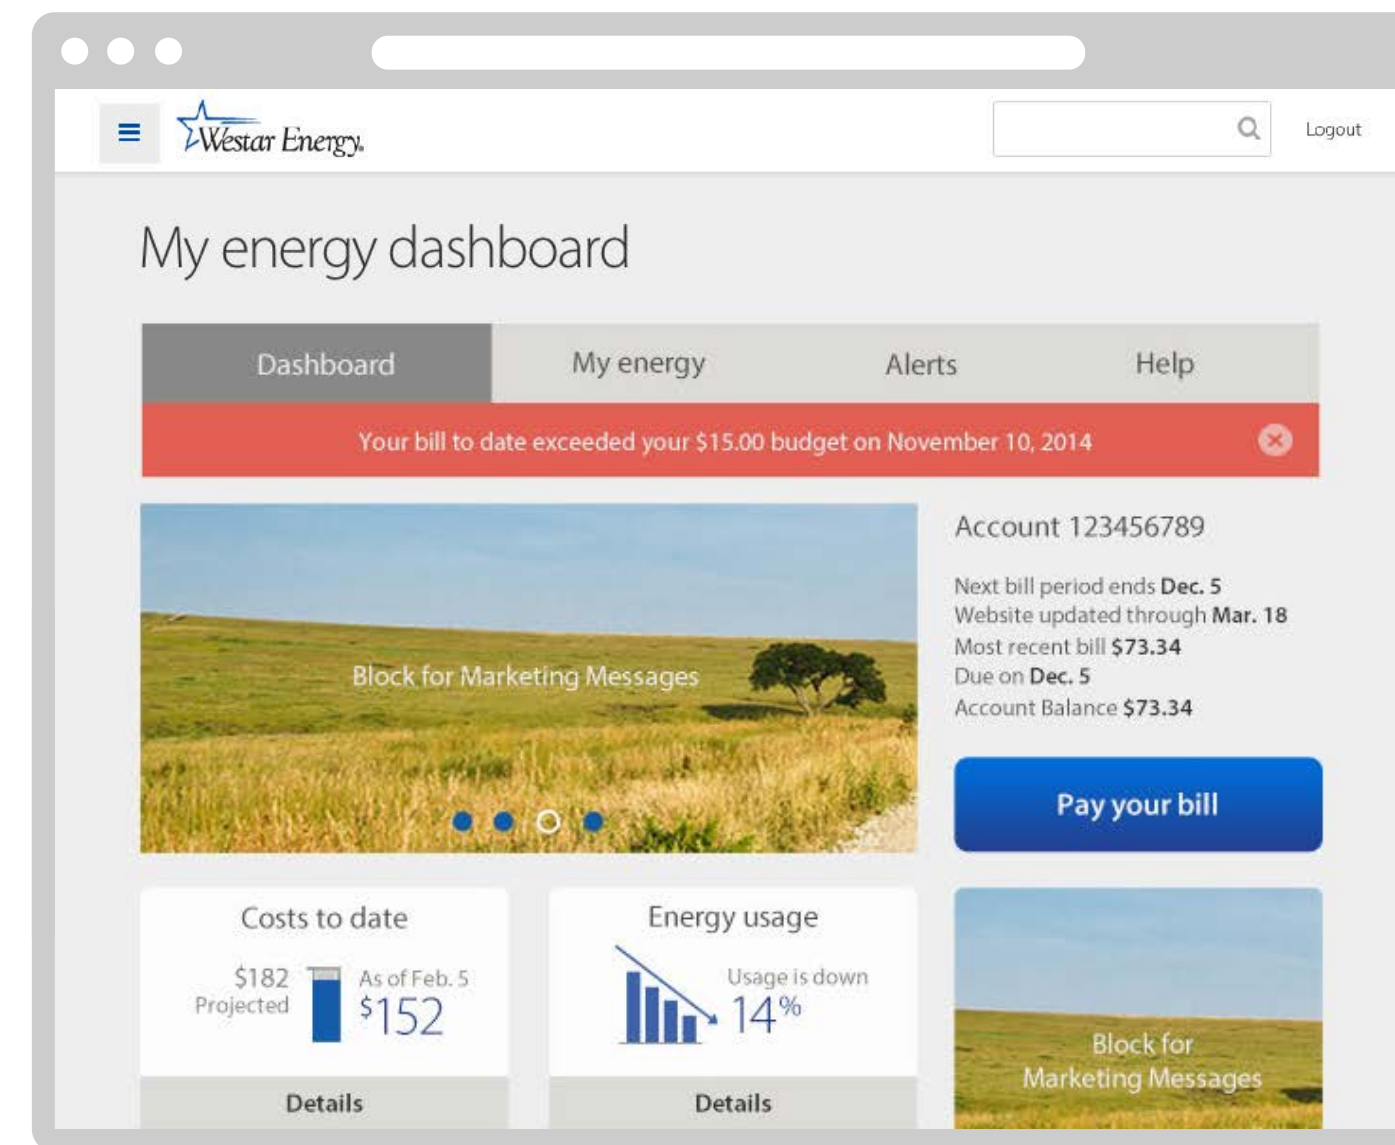 Westar Energy.
Logout
My energy dashboard
Dashboard
My energy
Alerts
Help
Your bill to date exceeded your $15.00 budget on November 10, 2014
Block for Marketing Messages
Account 123456789
Next bill period ends Dec. 5
Website updated through Mar. 18
Most recent bill $73.34
Due on Dec. 5
Account Balance $73.34
Pay your bill
Costs to date
$182
Projected
As of Feb. 5
$152
Details
Energy usage
Usage is down
14%
Details
Block for
Marketing Messages